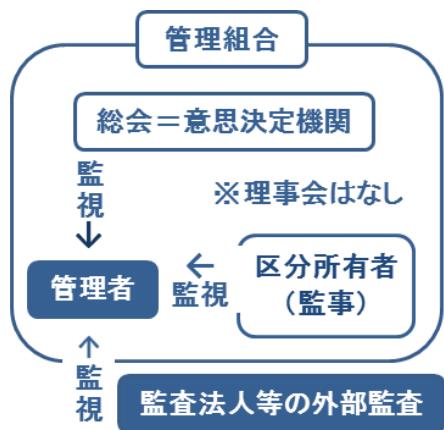 管理組合
総会＝意思決定機関
監視
↓
※理事会はなし
管理者
←
監視
区分所有者
（監事）
↑
監視
監査法人等の外部監査